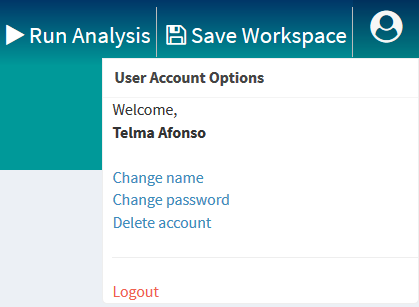 Run Analysis Save Workspace
User Account Options
Welcome,
Telma Afonso
Change name
Change password
Delete account
Logout